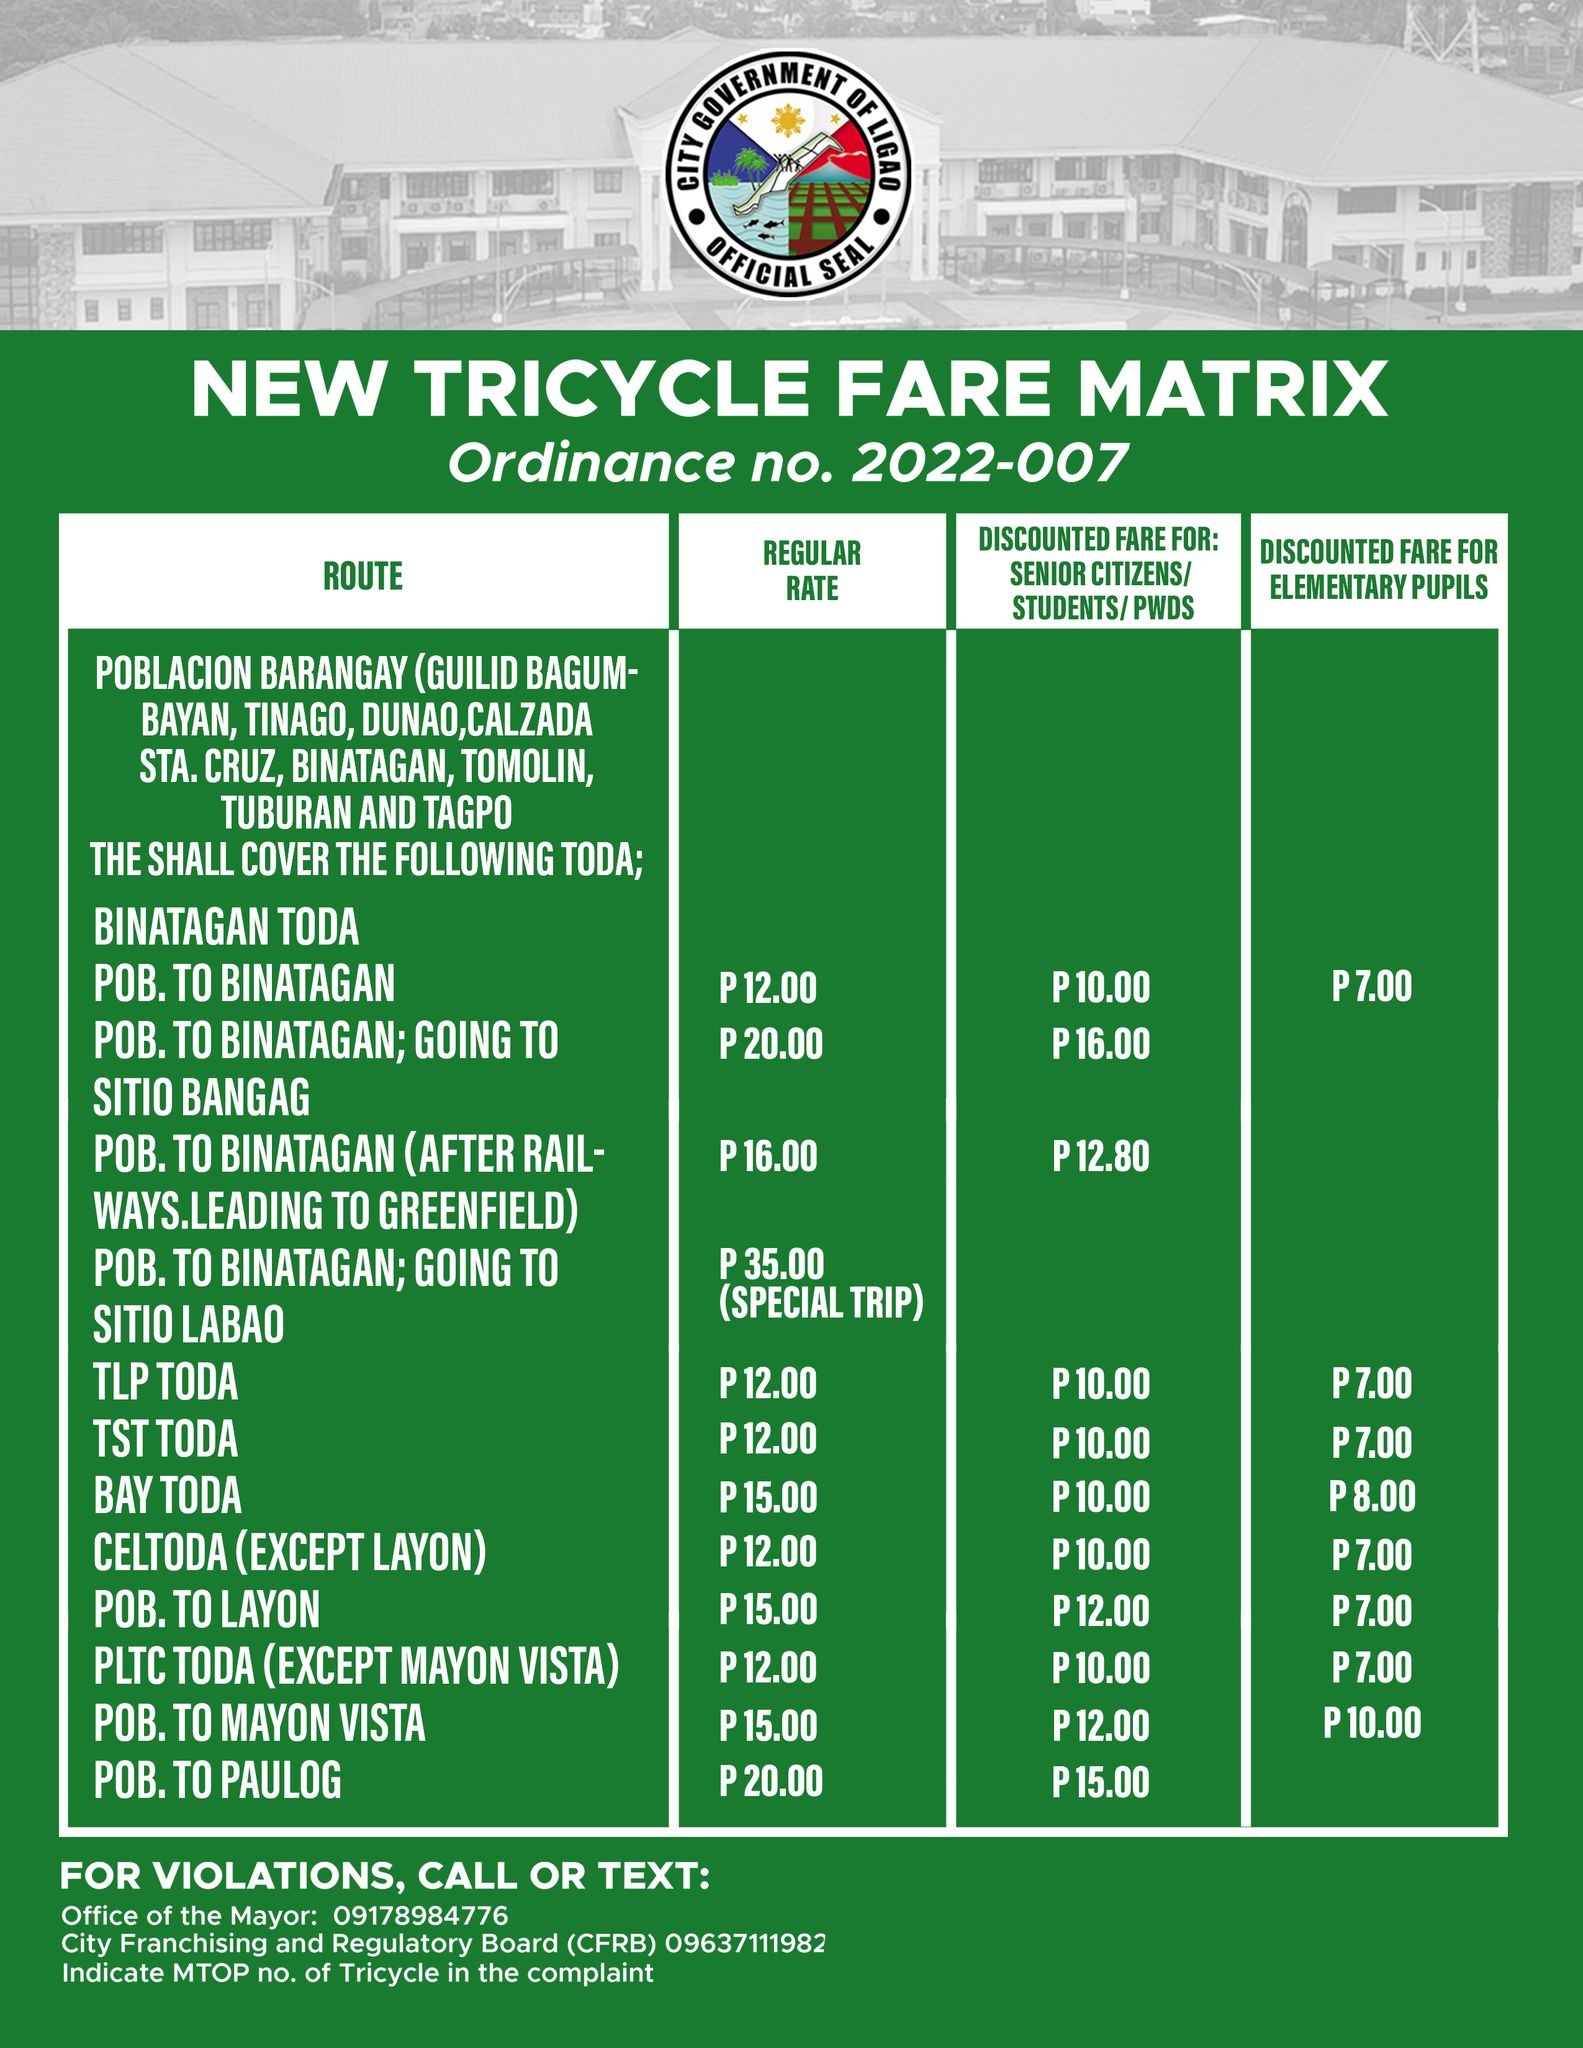 CITY GOVERNMENT OF LIGAO
OFFICIAL SEAL
NEW TRICYCLE FARE MATRIX
Ordinance no. 2022-007
ROUTE
REGULAR
RATE
DISCOUNTED FARE FOR:
SENIOR CITIZENS/
STUDENTS/ PWDS
DISCOUNTED FARE FOR
ELEMENTARY PUPILS
POBLACION BARANGAY (GUILID BAGUM-
BAYAN, TINAGO, DUNAO,CALZADA
STA. CRUZ, BINATAGAN, TOMOLIN,
TUBURAN AND TAGPO
THE SHALL COVER THE FOLLOWING TODA;
BINATAGAN TODA
POB. TO BINATAGAN P 12.00 P 10.00 P 7.00
POB. TO BINATAGAN; GOING TO P 20.00 P 16.00
SITIO BANGAG
POB. TO BINATAGAN (AFTER RAIL- P 16.00 P 12.80
WAYS.LEADING TO GREENFIELD)
POB. TO BINATAGAN; GOING TO P 35.00
SITIO LABAO (SPECIAL TRIP)
TLP TODA P 12.00 P 10.00 P 7.00
TST TODA P 12.00 P 10.00 P 7.00
BAY TODA P 15.00 P 10.00 P 8.00
CELTODA (EXCEPT LAYON) P 12.00 P 10.00 P 7.00
POB. TO LAYON P 15.00 P 12.00 P 7.00
PLTC TODA (EXCEPT MAYON VISTA) P 12.00 P 10.00 P 7.00
POB. TO MAYON VISTA P 15.00 P 12.00 P 10.00
POB. TO PAULOG P 20.00 P 15.00
FOR VIOLATIONS, CALL OR TEXT:
Office of the Mayor: 09178984776
City Franchising and Regulatory Board (CFRB) 09637111982
Indicate MTOP no. of Tricycle in the complaint